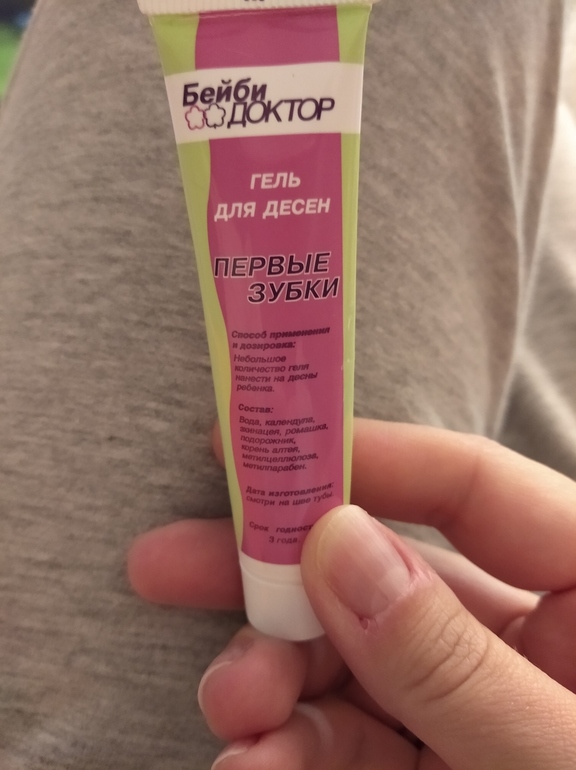 Бейби
ДОКТОР
ГЕЛЬ
ДЛЯ ДЕСЕН
ПЕРВЫЕ
ЗУБКИ
Способ применения
и дозировка:
Небольшое
количество геля
нанести на десны
ребенка.
Состав:
Вода, календула,
эхинацея, ромашка,
подорожник,
корень алтея,
метилцеллюлоза,
метилпарабен.
Дата изготовления:
смотри на шве тубы
Срок
3 года